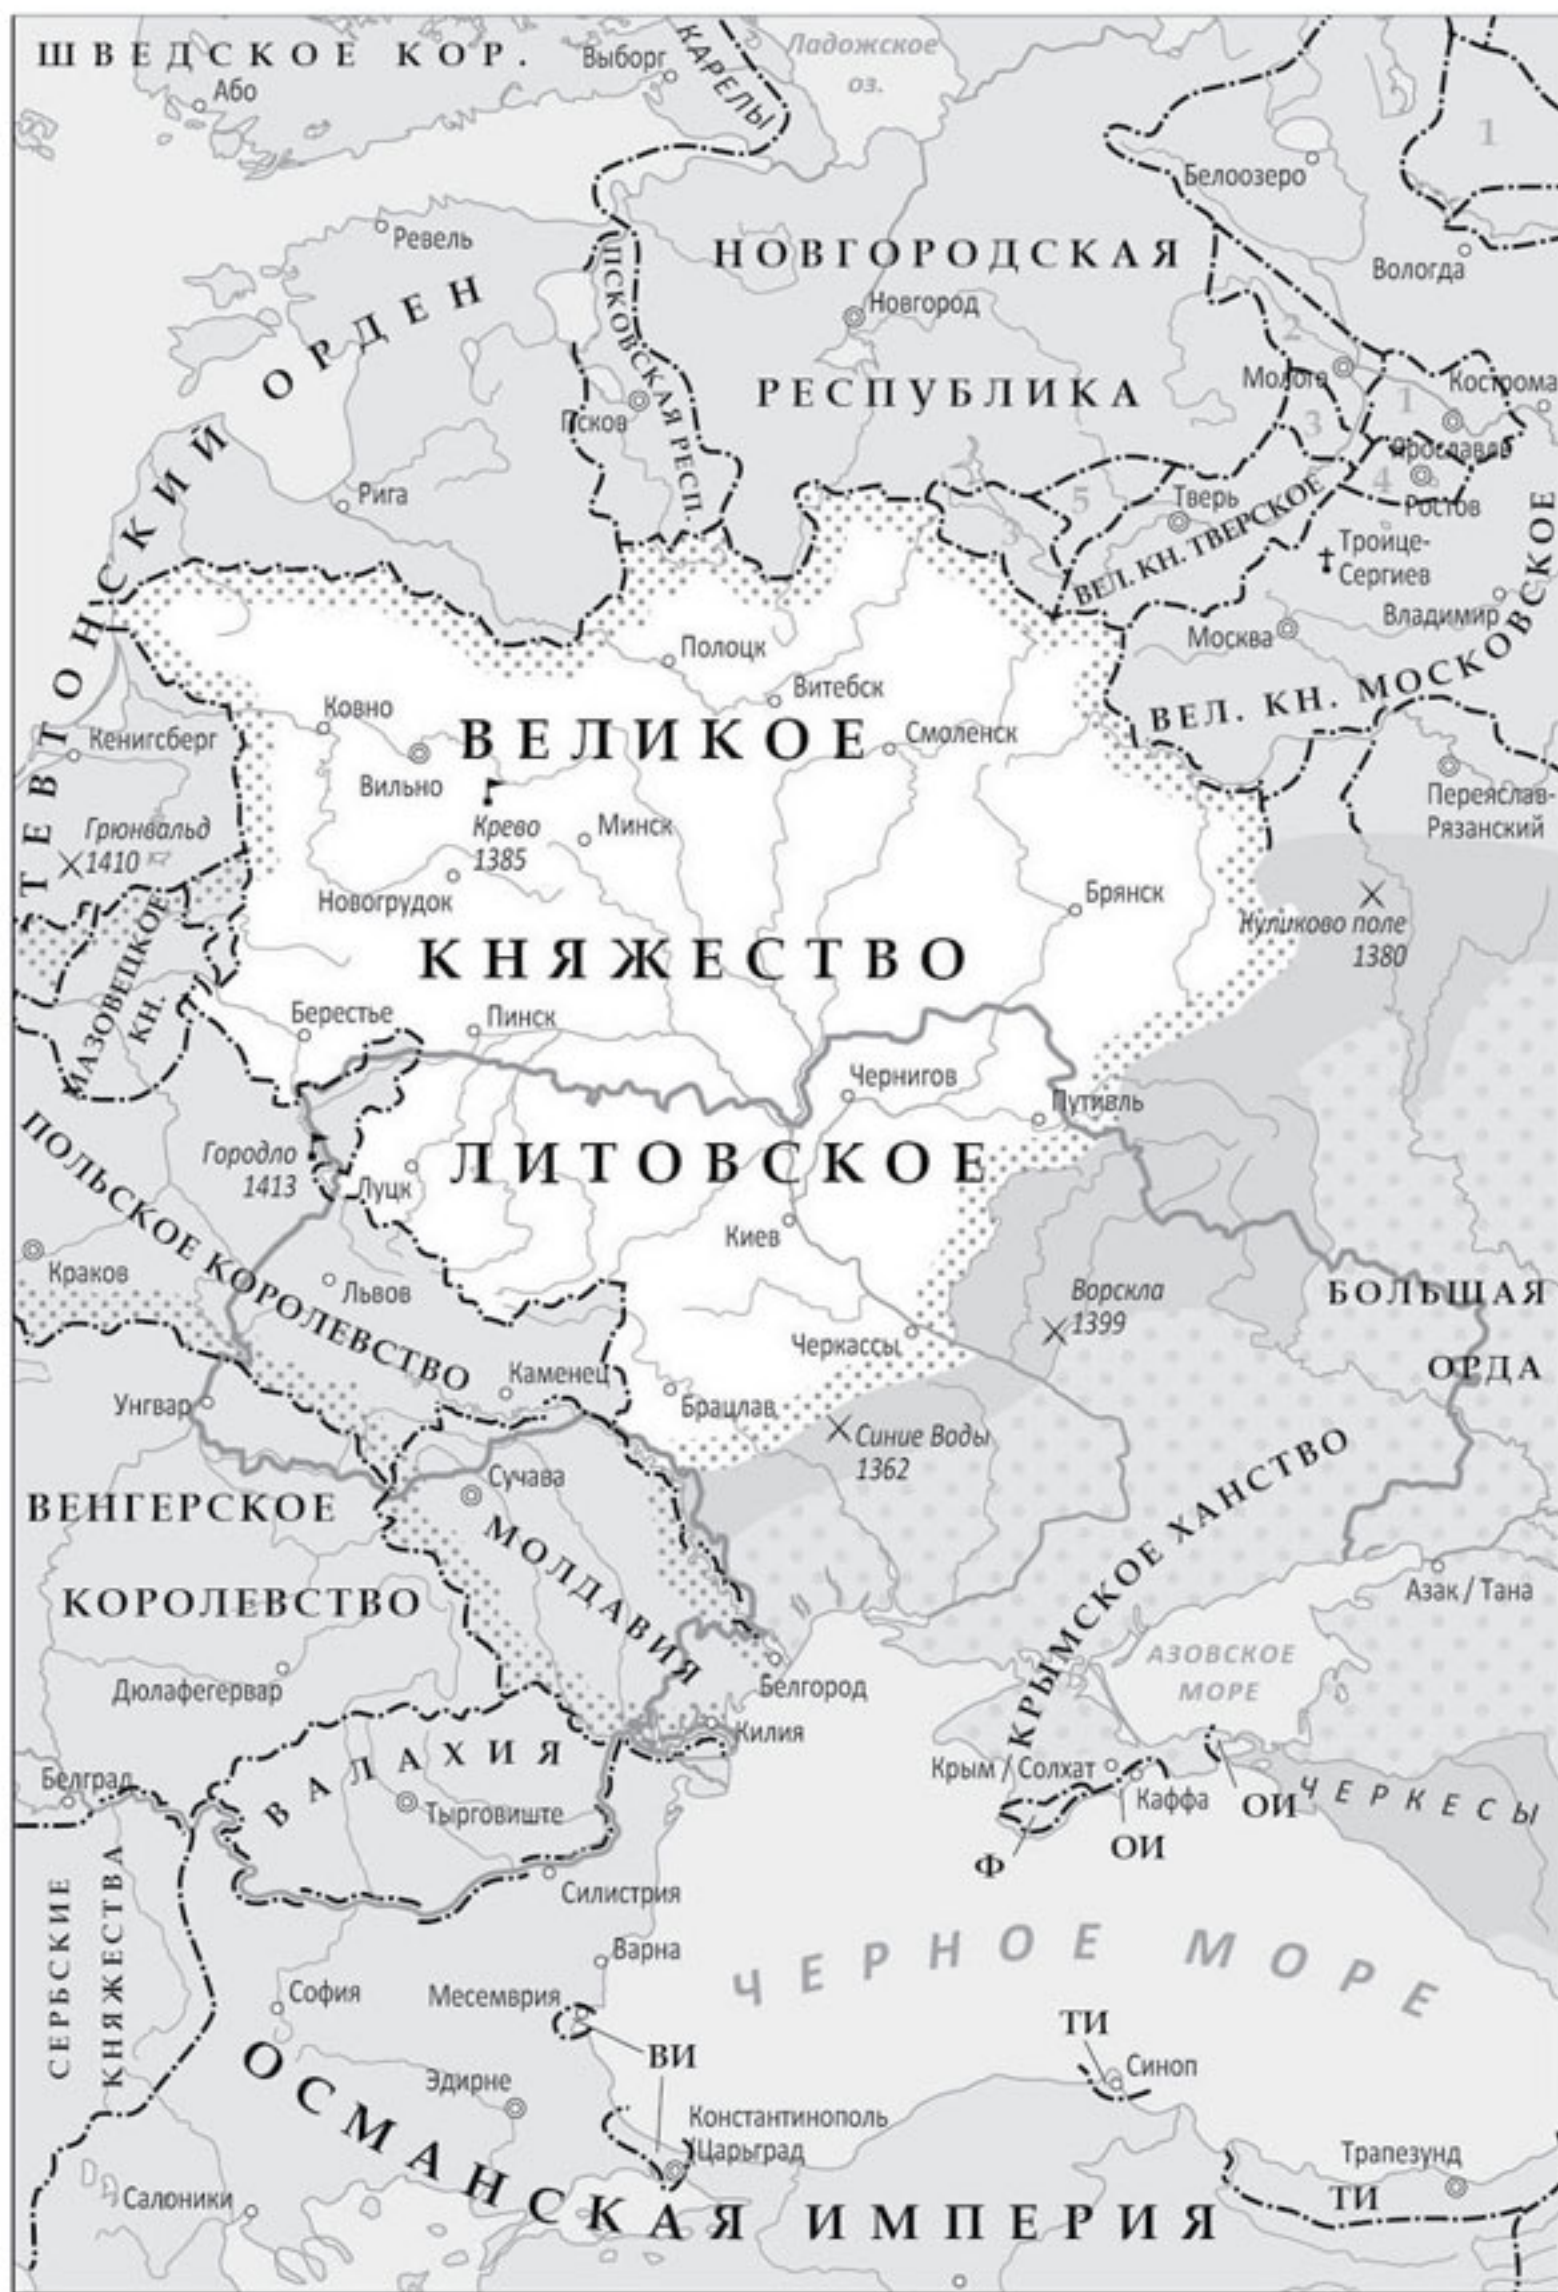 ШВЕДСКОЕ КОР.
Або
Выборг
КАРЕЛЫ
Ладожское
оз.
1
Белоозеро
Вологда
Ревель
НОВГОРОДСКАЯ
Новгород
РЕСПУБЛИКА
ПСКОВСКАЯ РЕСП.
Псков
2
Молога
3
1
Кострома
Ярославль
4
Ростов
5
3
Тверь
ВЕЛ. КН. ТВЕРСКОЕ
Троице-
Сергиев
Владимир
Москва
ВЕЛ. КН. МОСКОВСКОЕ
Переяслав-
Рязанский
ТЕВТОНСКИЙ ОРДЕН
Рига
Кенигсберг
Грюнвальд
1410
Полоцк
Витебск
Ковно
Вильно
Смоленск
ВЕЛИКОЕ
Крево
1385
Минск
Новогрудок
Брянск
КНЯЖЕСТВО
Куликово поле
1380
МАЗОВЕЦКОЕ
КН.
Берестье
Пинск
Чернигов
Путивль
ЛИТОВСКОЕ
Городло
1413
Луцк
Киев
ПОЛЬСКОЕ КОРОЛЕВСТВО
Краков
Львов
Ворскла
1399
БОЛЬШАЯ
ОРДА
Черкассы
Каменец
Брацлав
Унгвар
Синие Воды
1362
Сучава
ВЕНГЕРСКОЕ
КОРОЛЕВСТВО
МОЛДАВИЯ
КРЫМСКОЕ ХАНСТВО
Азак / Тана
АЗОВСКОЕ
МОРЕ
Дюлафегервар
Белгород
Килия
ВАЛАХИЯ
Тырговиште
Белград
Крым / Солхат
Каффа
ОИ
ОИ
Ф
ЧЕРКЕСЫ
Силистрия
СЕРБСКИЕ
КНЯЖЕСТВА
Варна
ЧЕРНОЕ МОРЕ
София
Месемврия
ВИ
ТИ
Синоп
Эдирне
Константинополь
/Царьград
Трапезунд
ТИ
Салоники
ОСМАНСКАЯ ИМПЕРИЯ